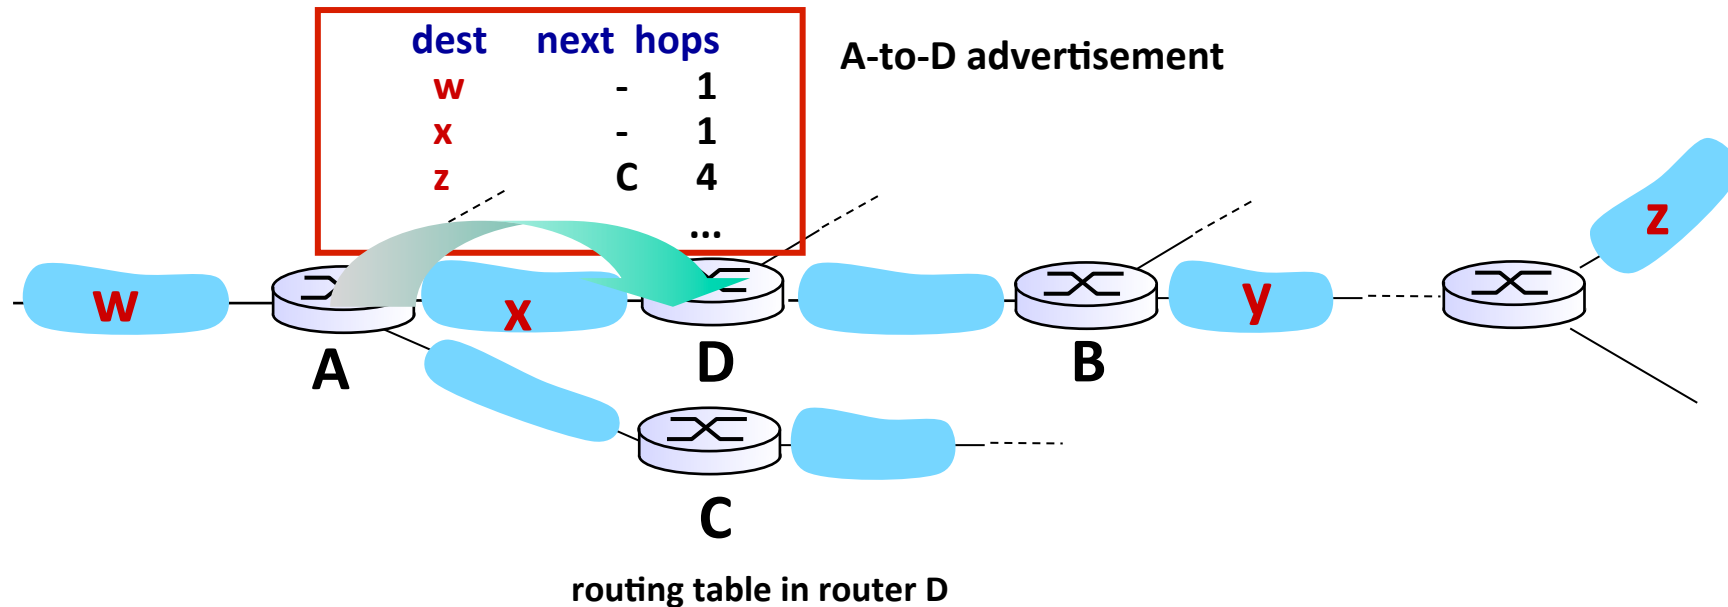 dest next hops
A-to-D advertisement
w - 1
x - 1
z C 4
...
z
w
x
y
A
D
B
C
routing table in router D